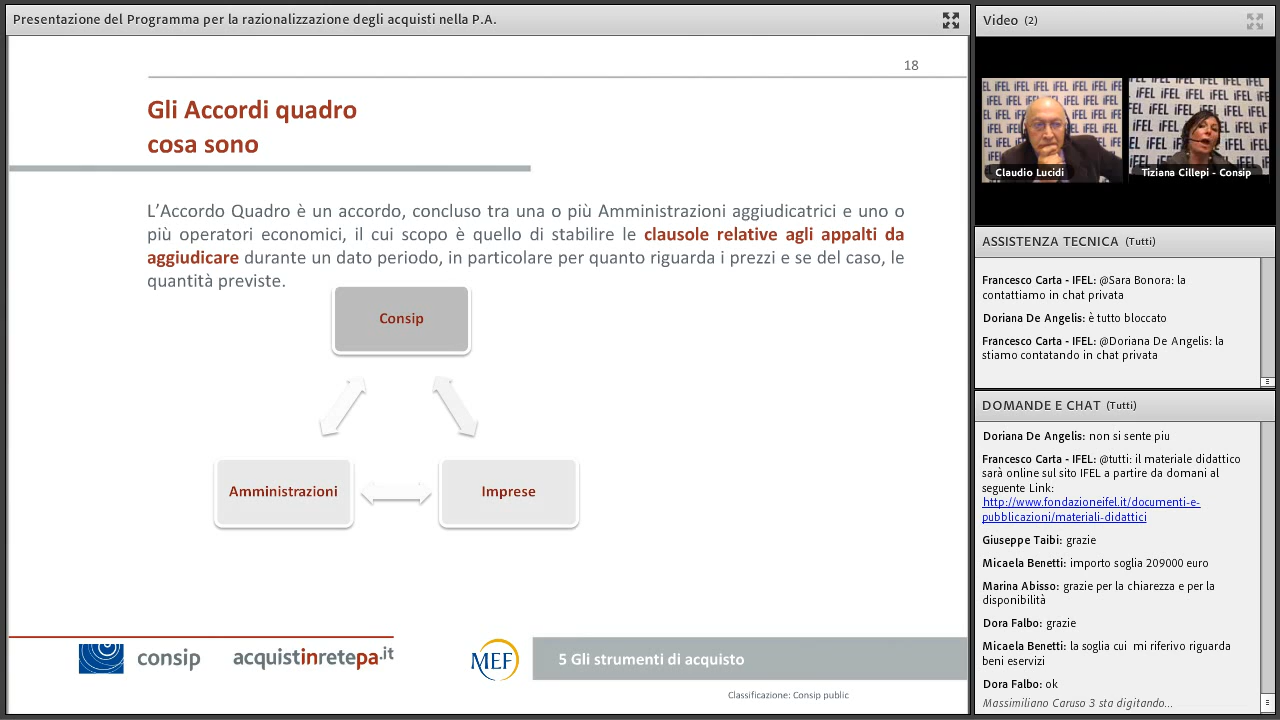 Presentazione del Programma per la razionalizzazione degli acquisti nella P.A.
18
Gli Accordi quadro
cosa sono
L'Accordo Quadro è un accordo, concluso tra una o più Amministrazioni aggiudicatrici e uno o
più operatori economici, il cui scopo è quello di stabilire le clausole relative agli appalti da
aggiudicare durante un dato periodo, in particolare per quanto riguarda i prezzi e se del caso, le
quantità previste.
Consip
Amministrazioni
Imprese
consip
acquistinretepa.it
MEF
5 Gli strumenti di acquisto
Classificazione: Consip public
Video (2)
iFEL iFEL iFEL iFEL
Claudio Lucidi
Tiziana Cillepi - Consip
ASSISTENZA TECNICA (Tutti)
Francesco Carta - IFEL: @Sara Bonora: la
contattiamo in chat privata
Doriana De Angelis: è tutto bloccato
Francesco Carta - IFEL: @Doriana De Angelis: la
stiamo contatando in chat privata
DOMANDE E CHAT (Tutti)
Doriana De Angelis: non si sente piu
Francesco Carta - IFEL: @tutti: il materiale didattico
sarà online sul sito IFEL a partire da domani al
seguente Link:
http://www.fondazioneifel.it/documenti-e-
pubblicazioni/materiali-didattici
Giuseppe Taibi: grazie
Micaela Benetti: importo soglia 209000 euro
Marina Abisso: grazie per la chiarezza e per la
disponibilità
Dora Falbo: grazie
Micaela Benetti: la soglia cui mi riferivo riguarda
beni eservizi
Dora Falbo: ok
Massimiliano Caruso 3 sta digitando...